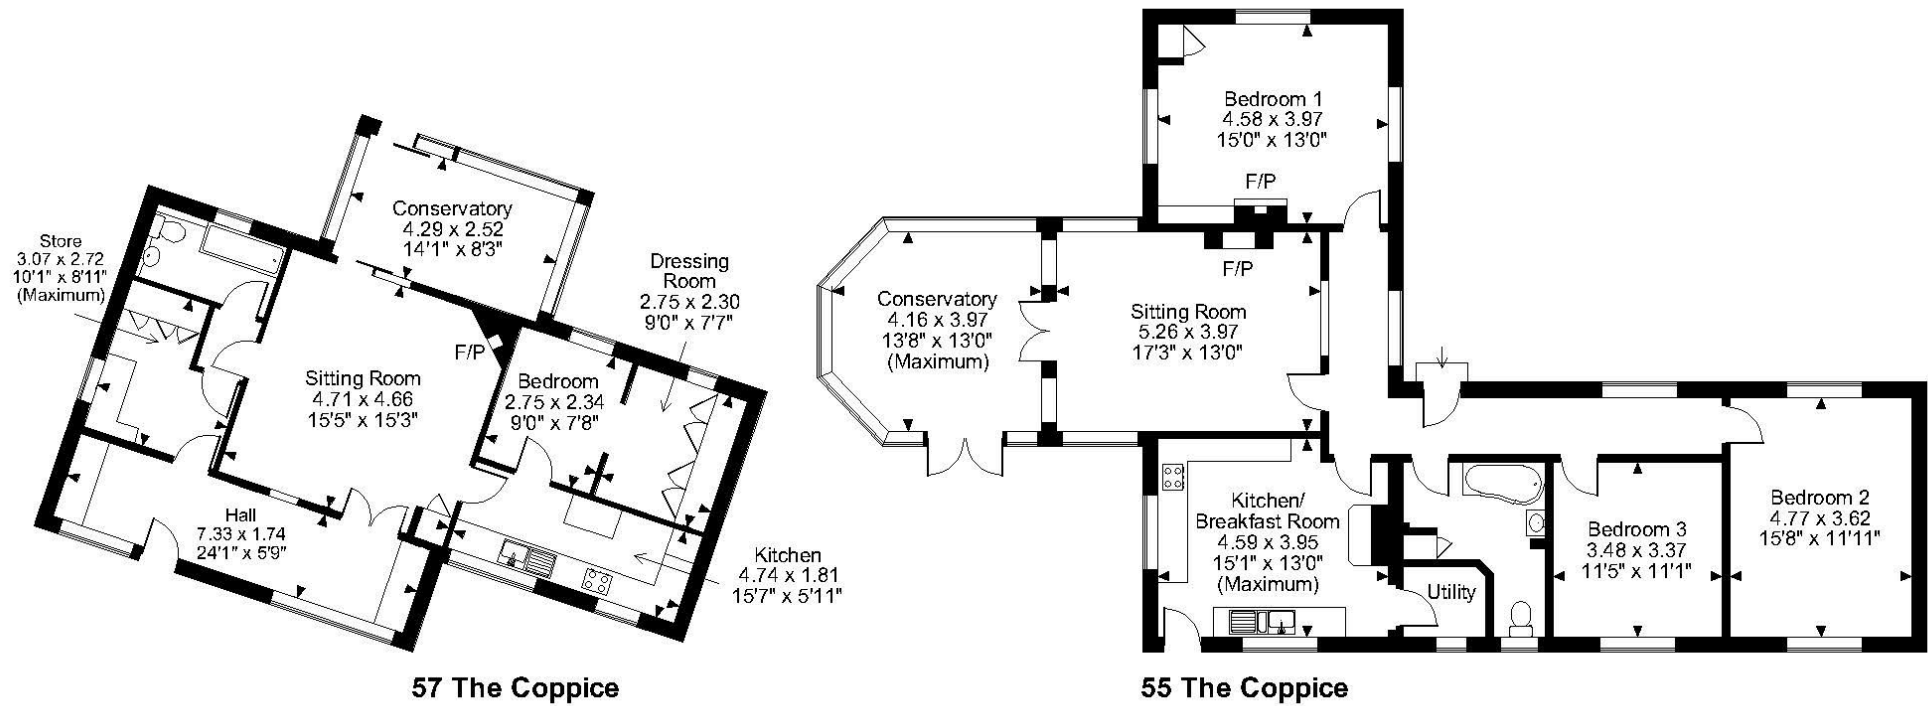 Store
3.07 x 2.72
10'1" x 8'11"
(Maximum)
Conservatory
4.29 x 2.52
14'1" x 8'3"
Dressing
Room
2.75 x 2.30
9'0" x 7'7"
F/P
Sitting Room
4.71 x 4.66
15'5" x 15'3"
Bedroom
2.75 x 2.34
9'0" x 7'8"
Hall
7.33 x 1.74
24'1" x 5'9"
Kitchen
4.74 x 1.81
15'7" x 5'11"
57 The Coppice
Bedroom 1
4.58 x 3.97
15'0" x 13'0"
F/P
F/P
Conservatory
4.16 x 3.97
13'8" x 13'0"
(Maximum)
Sitting Room
5.26 x 3.97
17'3" x 13'0"
Kitchen/
Breakfast Room
4.59 x 3.95
15'1" x 13'0"
(Maximum)
Utility
Bedroom 3
3.48 x 3.37
11'5" x 11'1"
Bedroom 2
4.77 x 3.62
15'8" x 11'11"
55 The Coppice